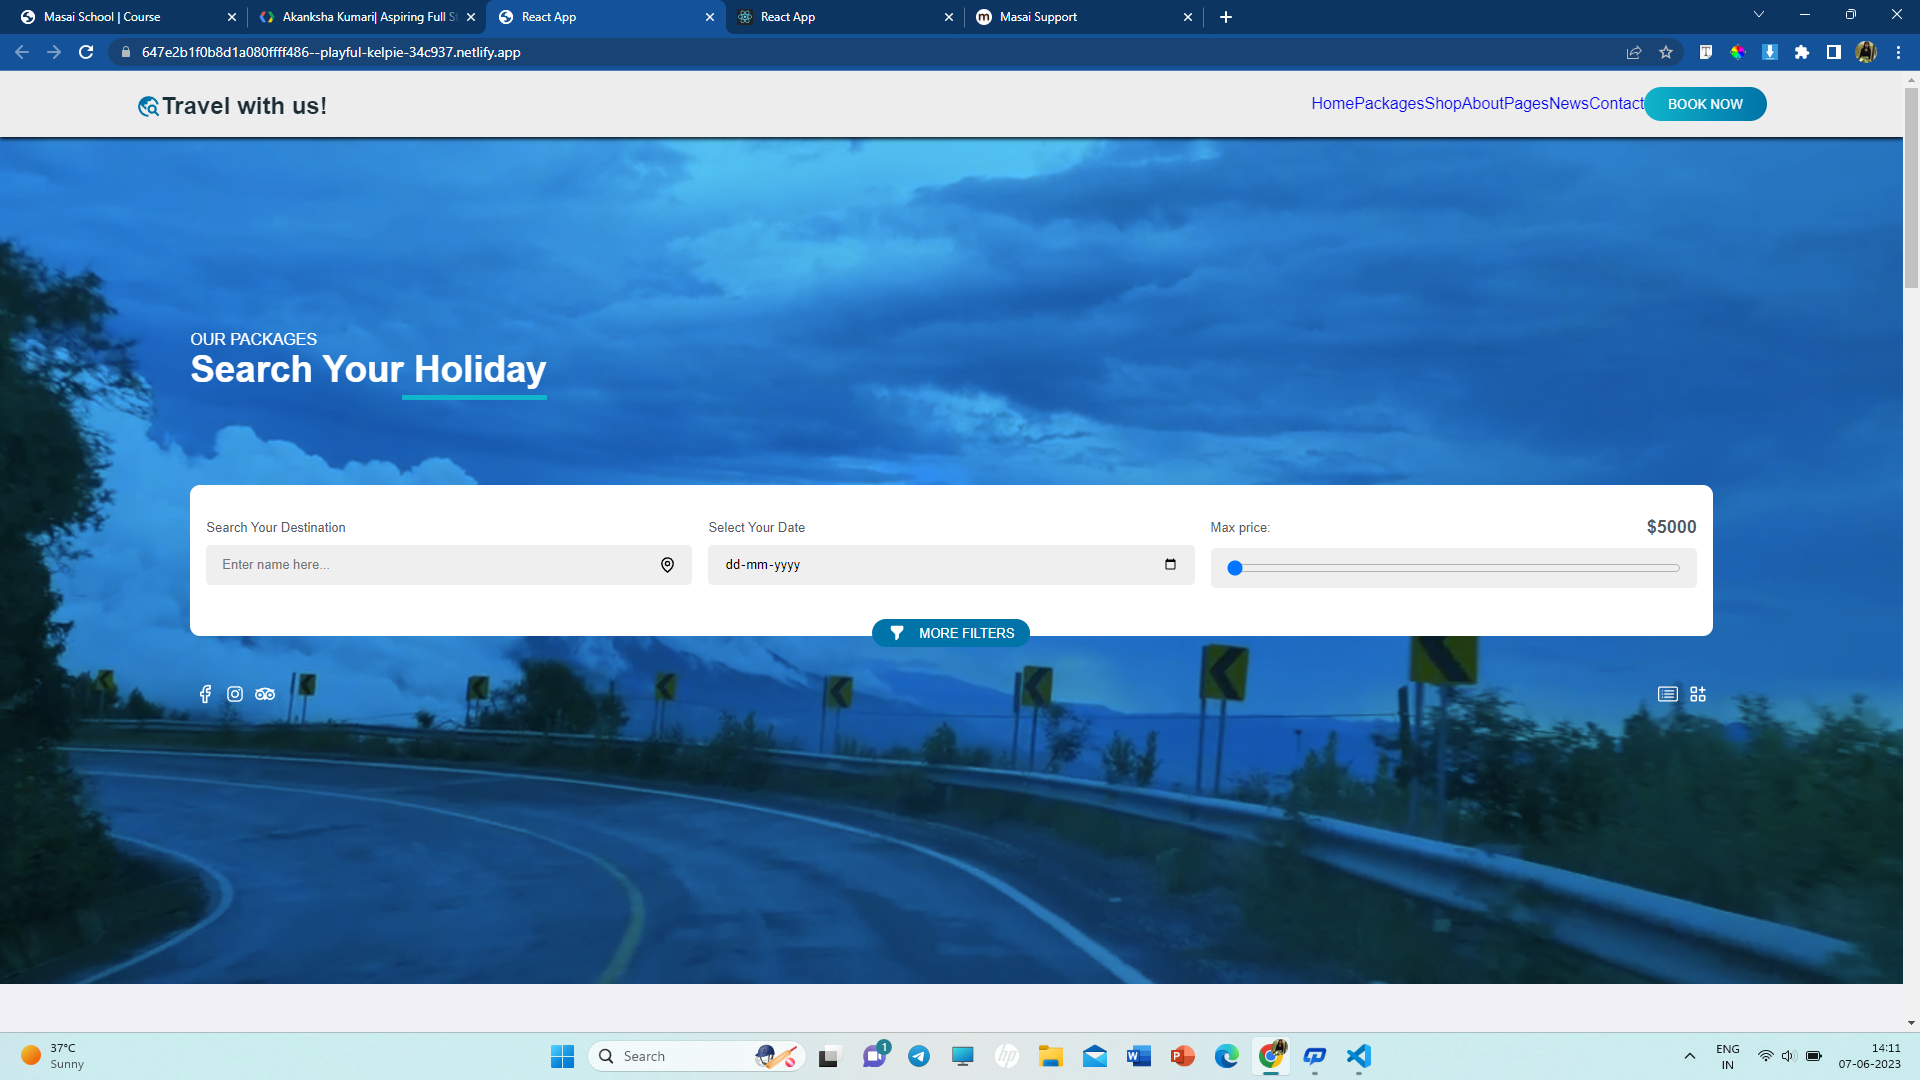 Masai School | Course
Akanksha Kumari| Aspiring Full S
React App
React App
Masai Support
647e2b1f0b8d1a080ffff486--playful-kelpie-34c937.netlify.app
Travel with us!
HomePackagesShopAboutPagesNewsContact
BOOK NOW
OUR PACKAGES
Search Your Holiday
Search Your Destination
Select Your Date
Max price:
$5000
Enter name here...
dd-mm-yyyy
MORE FILTERS
37°C
Sunny
Search
1
ENG
IN
14:11
07-06-2023